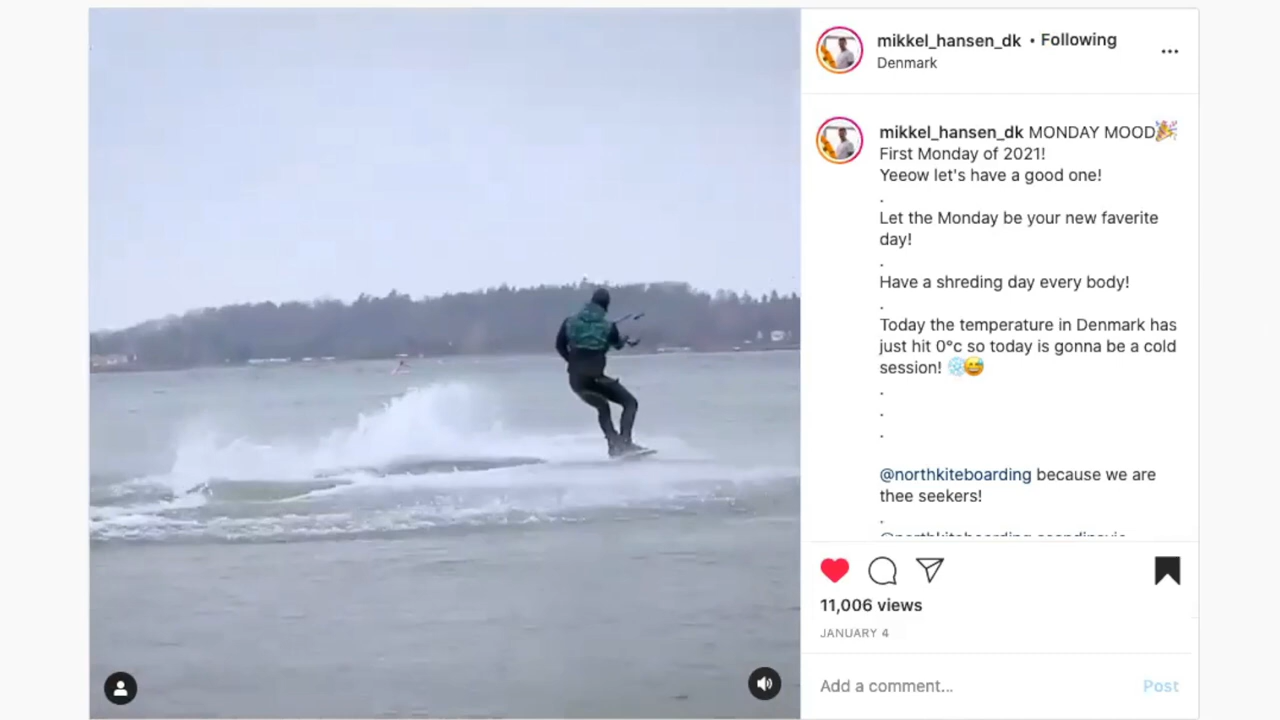 mikkel_hansen_dk • Following
Denmark
mikkel_hansen_dk MONDAY MOOD🎉
First Monday of 2021!
Yeeow let's have a good one!
.
Let the Monday be your new faverite
day!
.
Have a shreding day every body!
.
Today the temperature in Denmark has
just hit 0°c so today is gonna be a cold
session! ❄️😅
.
.
.
@northkiteboarding because we are
thee seekers!
.
11,006 views
JANUARY 4
Add a comment...
Post